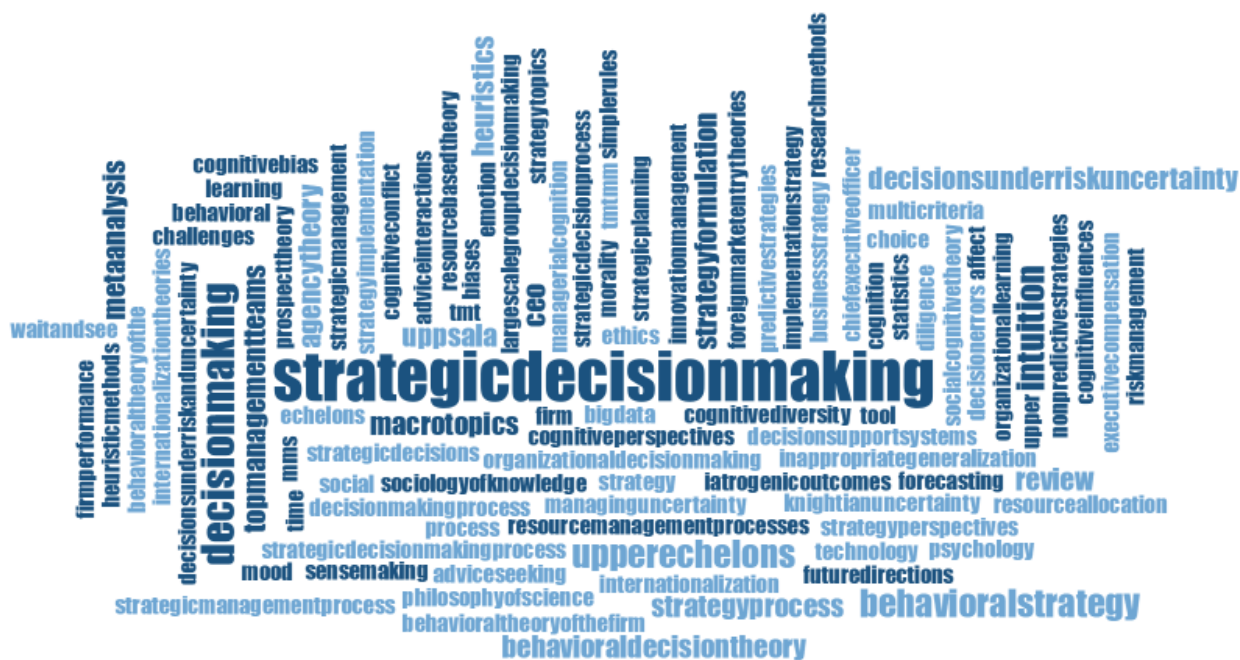 researchmethods
heuristics
strategytopics
simplerules
largescalegroupdecisionmaking
resourcebasedtheory
foreignmarketentrytheories
strategicdecisionprocess
strategyformulation
innovationmanagement
implementationstrategy
strategyimplementation
strategicmanagement
cognitivebias
learning
behavioral
challenges
metaanalysis
agencytheory
prospecttheory
cognitiveconflict
adviceinteractions
emotion
biases
tmt
uppsala
ceo
managerialcognition
tmtmm
morality
strategicplanning
ethics
predictivestrategies
businessstrategy
chiefexecutiveofficer
decisionsunderriskuncertainty
multicriteria
choice
cognition
statistics
diligence
socialcognitivetheory
affect
decisionerrors
organizationallearning
intuition
upper
nonpredictivestrategies
cognitiveinfluences
executivecompensation
riskmanagement
waitandsee
firmperformance
heuristicmethods
behavioraltheoryofthe
internationalizationtheories
decisionsunderriskanduncertainty
decisionmaking
topmanagementteams
strategicdecisionmaking
echelons
macrotopics
firm
bigdata
cognitivediversity
tool
cognitiveperspectives
decisionsupportsystems
mms
strategicdecisions
organizationaldecisionmaking
inappropriategeneralization
social
sociologyofknowledge
strategy
iatrogenicoutcomes
forecasting
review
time
decisionmakingprocess
managinguncertainty
knightianuncertainty
resourceallocation
process
resourcemanagementprocesses
strategyperspectives
strategicdecisionmakingprocess
upperechelons
technology
psychology
mood
sensemaking
adviceseeking
internationalization
futuredirections
strategicmanagementprocess
philosophyofscience
strategyprocess
behavioralstrategy
behavioraltheoryofthefirm
behavioraldecisiontheory